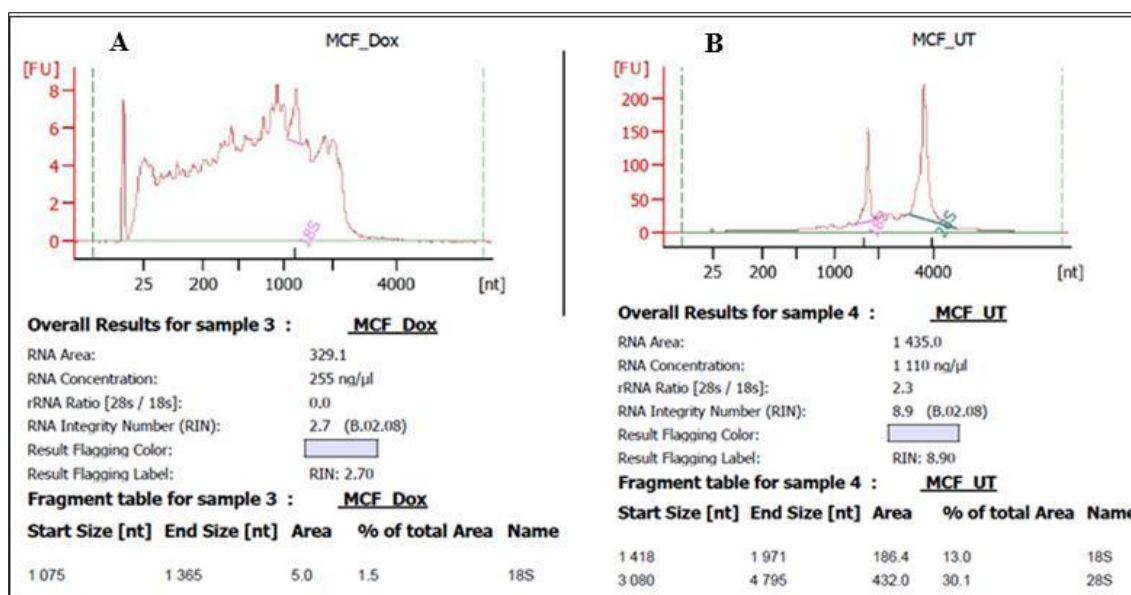 A
MCF_Dox
[FU]
8
6
4
2
0
18S
25 200 1000 4000 [nt]
Overall Results for sample 3 : MCF_Dox
RNA Area: 329.1
RNA Concentration: 255 ng/µl
rRNA Ratio [28s / 18s]: 0.0
RNA Integrity Number (RIN): 2.7 (B.02.08)
Result Flagging Color:
Result Flagging Label: RIN: 2.70
Fragment table for sample 3 : MCF_Dox
Start Size [nt] End Size [nt] Area % of total Area Name
1 075 1 365 5.0 1.5 18S
B
MCF_UT
[FU]
200
150
100
50
0
18S
28S
25 200 1000 4000 [nt]
Overall Results for sample 4 : MCF_UT
RNA Area: 1 435.0
RNA Concentration: 1 110 ng/µl
rRNA Ratio [28s / 18s]: 2.3
RNA Integrity Number (RIN): 8.9 (B.02.08)
Result Flagging Color:
Result Flagging Label: RIN: 8.90
Fragment table for sample 4 : MCF_UT
Start Size [nt] End Size [nt] Area % of total Area Name
1 418 1 971 186.4 13.0 18S
3 080 4 795 432.0 30.1 28S